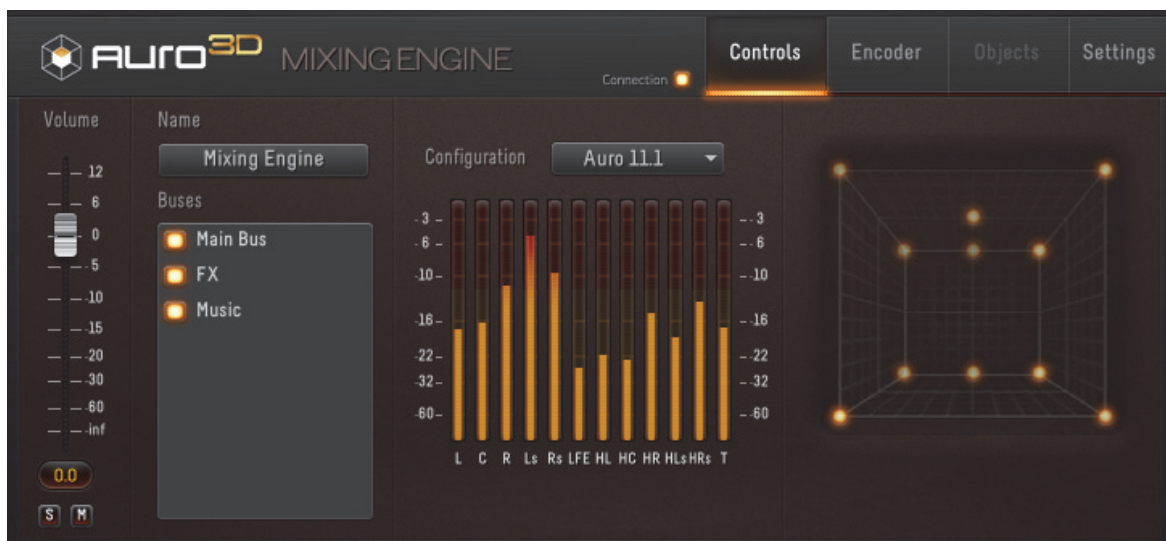 AURO 3D MIXING ENGINE
Connection
Controls
Encoder
Objects
Settings
Volume
12
6
0
-5
-10
-15
-20
-30
-60
-inf
0.0
S M
Name
Mixing Engine
Buses
Main Bus
FX
Music
Configuration
Auro 11.1
-3
-6
-10
-16
-22
-32
-60
-3
-6
-10
-16
-22
-32
-60
L C R Ls Rs LFE HL HC HR HLs HRs T